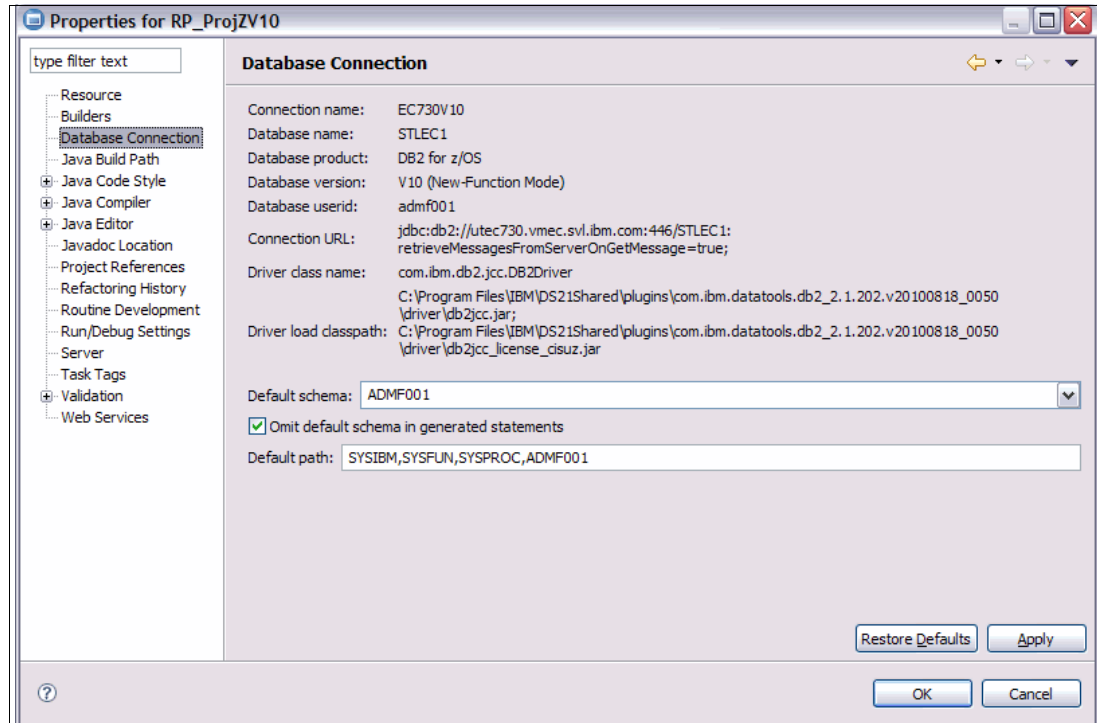 Properties for RP_ProjZV10
type filter text
Resource
Builders
Database Connection
Java Build Path
Java Code Style
Java Compiler
Java Editor
Javadoc Location
Project References
Refactoring History
Routine Development
Run/Debug Settings
Server
Task Tags
Validation
Web Services
Database Connection
Connection name: EC730V10
Database name: STLEC1
Database product: DB2 for z/OS
Database version: V10 (New-Function Mode)
Database userid: admf001
Connection URL: jdbc:db2://utec730.vmec.svl.ibm.com:446/STLEC1:
retrieveMessagesFromServerOnGetMessage=true;
Driver class name: com.ibm.db2.jcc.DB2Driver
Driver load classpath: C:\Program Files\IBM\DS21Shared\plugins\com.ibm.datatools.db2_2.1.202.v20100818_0050
\driver\db2jcc.jar;
C:\Program Files\IBM\DS21Shared\plugins\com.ibm.datatools.db2_2.1.202.v20100818_0050
\driver\db2jcc_license_cisuz.jar
Default schema: ADMF001
Omit default schema in generated statements
Default path: SYSIBM,SYSFUN,SYSPROC,ADMF001
Restore Defaults
Apply
?
OK
Cancel